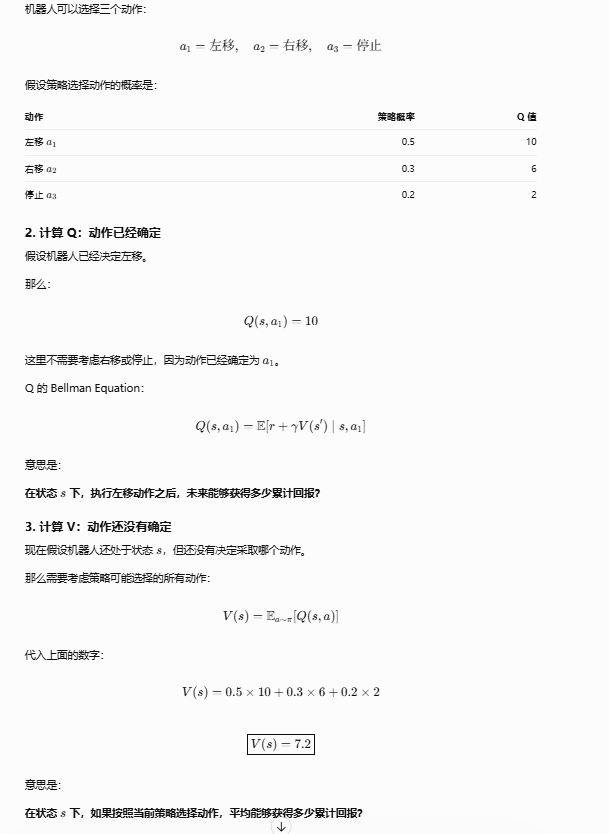 机器人可以选择三个动作：
a₁ = 左移, a₂ = 右移, a₃ = 停止
假设策略选择动作的概率是：
动作 策略概率 Q 值
左移 a₁ 0.5 10
右移 a₂ 0.3 6
停止 a₃ 0.2 2
2. 计算 Q：动作已经确定
假设机器人已经决定左移。
那么：
Q(s, a₁) = 10
这里不需要考虑右移或停止，因为动作已经确定为 a₁。
Q 的 Bellman Equation：
Q(s, a₁) = 𝔼[r + γV(s′) | s, a₁]
意思是：
在状态 s 下，执行左移动作之后，未来能够获得多少累计回报？
3. 计算 V：动作还没有确定
现在假设机器人还处于状态 s，但还没有决定采取哪个动作。
那么需要考虑策略可能选择的所有动作：
V(s) = 𝔼ₐ∼π[Q(s, a)]
代入上面的数字：
V(s) = 0.5 × 10 + 0.3 × 6 + 0.2 × 2
V(s) = 7.2
意思是：
在状态 s 下，如果按照当前策略选择动作，平均能够获得多少累计回报？